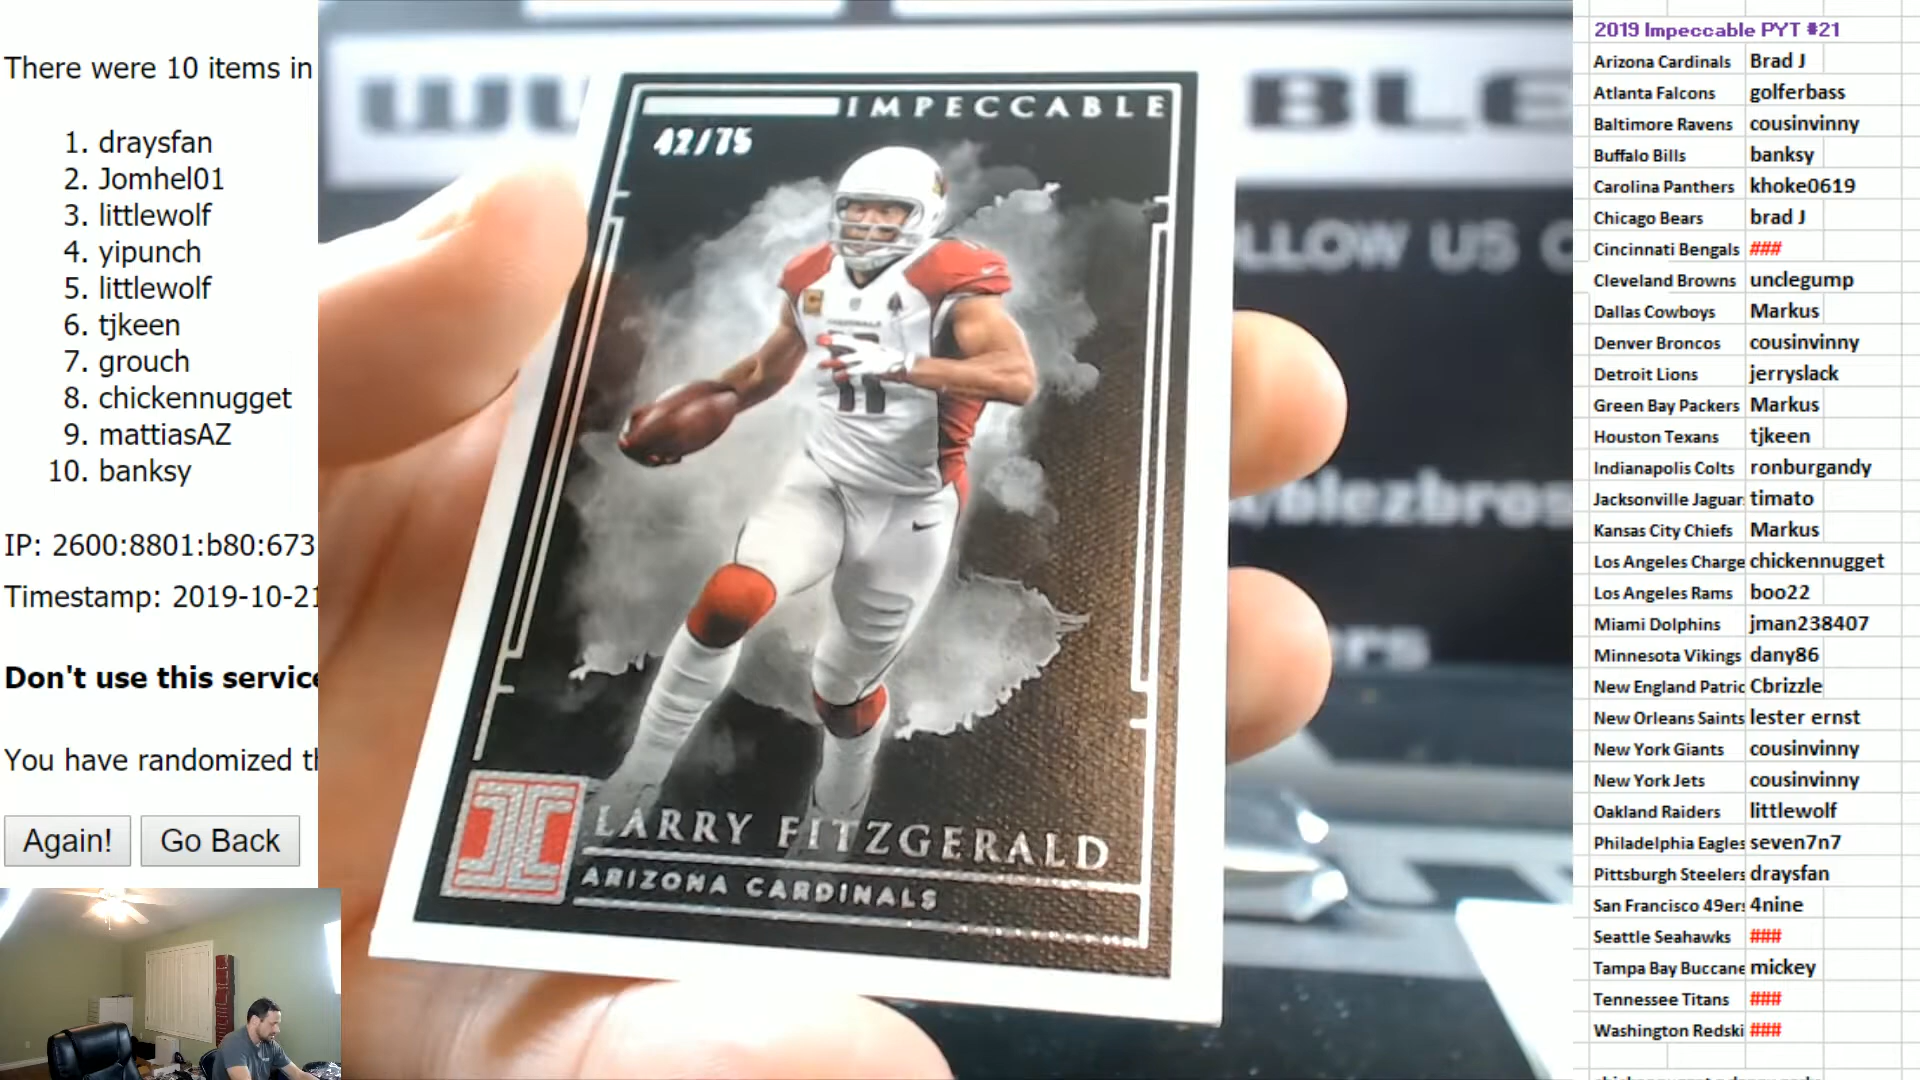 There were 10 items in
1. draysfan
2. Jomhel01
3. littlewolf
4. yipunch
5. littlewolf
6. tjkeen
7. grouch
8. chickennugget
9. mattiasAZ
10. banksy
IP: 2600:8801:b80:673
Timestamp: 2019-10-21
Don't use this service
You have randomized th
Again! Go Back
BLE
LLOW US O
blezbros
ers
IMPECCABLE
42/75
11
LARRY FITZGERALD
ARIZONA CARDINALS
2019 Impeccable PYT #21
Arizona Cardinals Brad J
Atlanta Falcons golferbass
Baltimore Ravens cousinvinny
Buffalo Bills banksy
Carolina Panthers khoke0619
Chicago Bears brad J
Cincinnati Bengals ###
Cleveland Browns unclegump
Dallas Cowboys Markus
Denver Broncos cousinvinny
Detroit Lions jerryslack
Green Bay Packers Markus
Houston Texans tjkeen
Indianapolis Colts ronburgandy
Jacksonville Jaguar timato
Kansas City Chiefs Markus
Los Angeles Charge chickennugget
Los Angeles Rams boo22
Miami Dolphins jman238407
Minnesota Vikings dany86
New England Patric Cbrizzle
New Orleans Saints lester ernst
New York Giants cousinvinny
New York Jets cousinvinny
Oakland Raiders littlewolf
Philadelphia Eagles seven7n7
Pittsburgh Steelers draysfan
San Francisco 49ers 4nine
Seattle Seahawks ###
Tampa Bay Buccane mickey
Tennessee Titans ###
Washington Redski ###